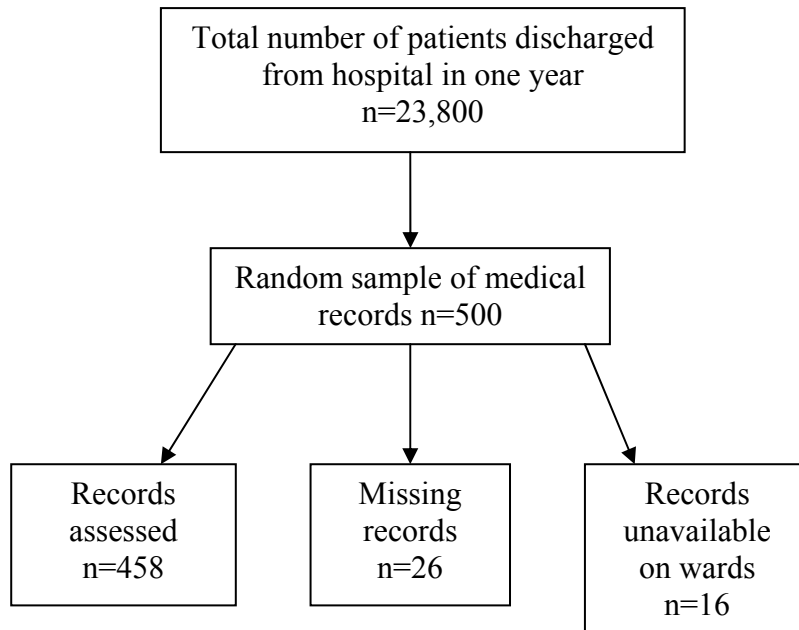 Total number of patients discharged
from hospital in one year
n=23,800
Random sample of medical
records n=500
Records
assessed
n=458
Missing
records
n=26
Records
unavailable
on wards
n=16